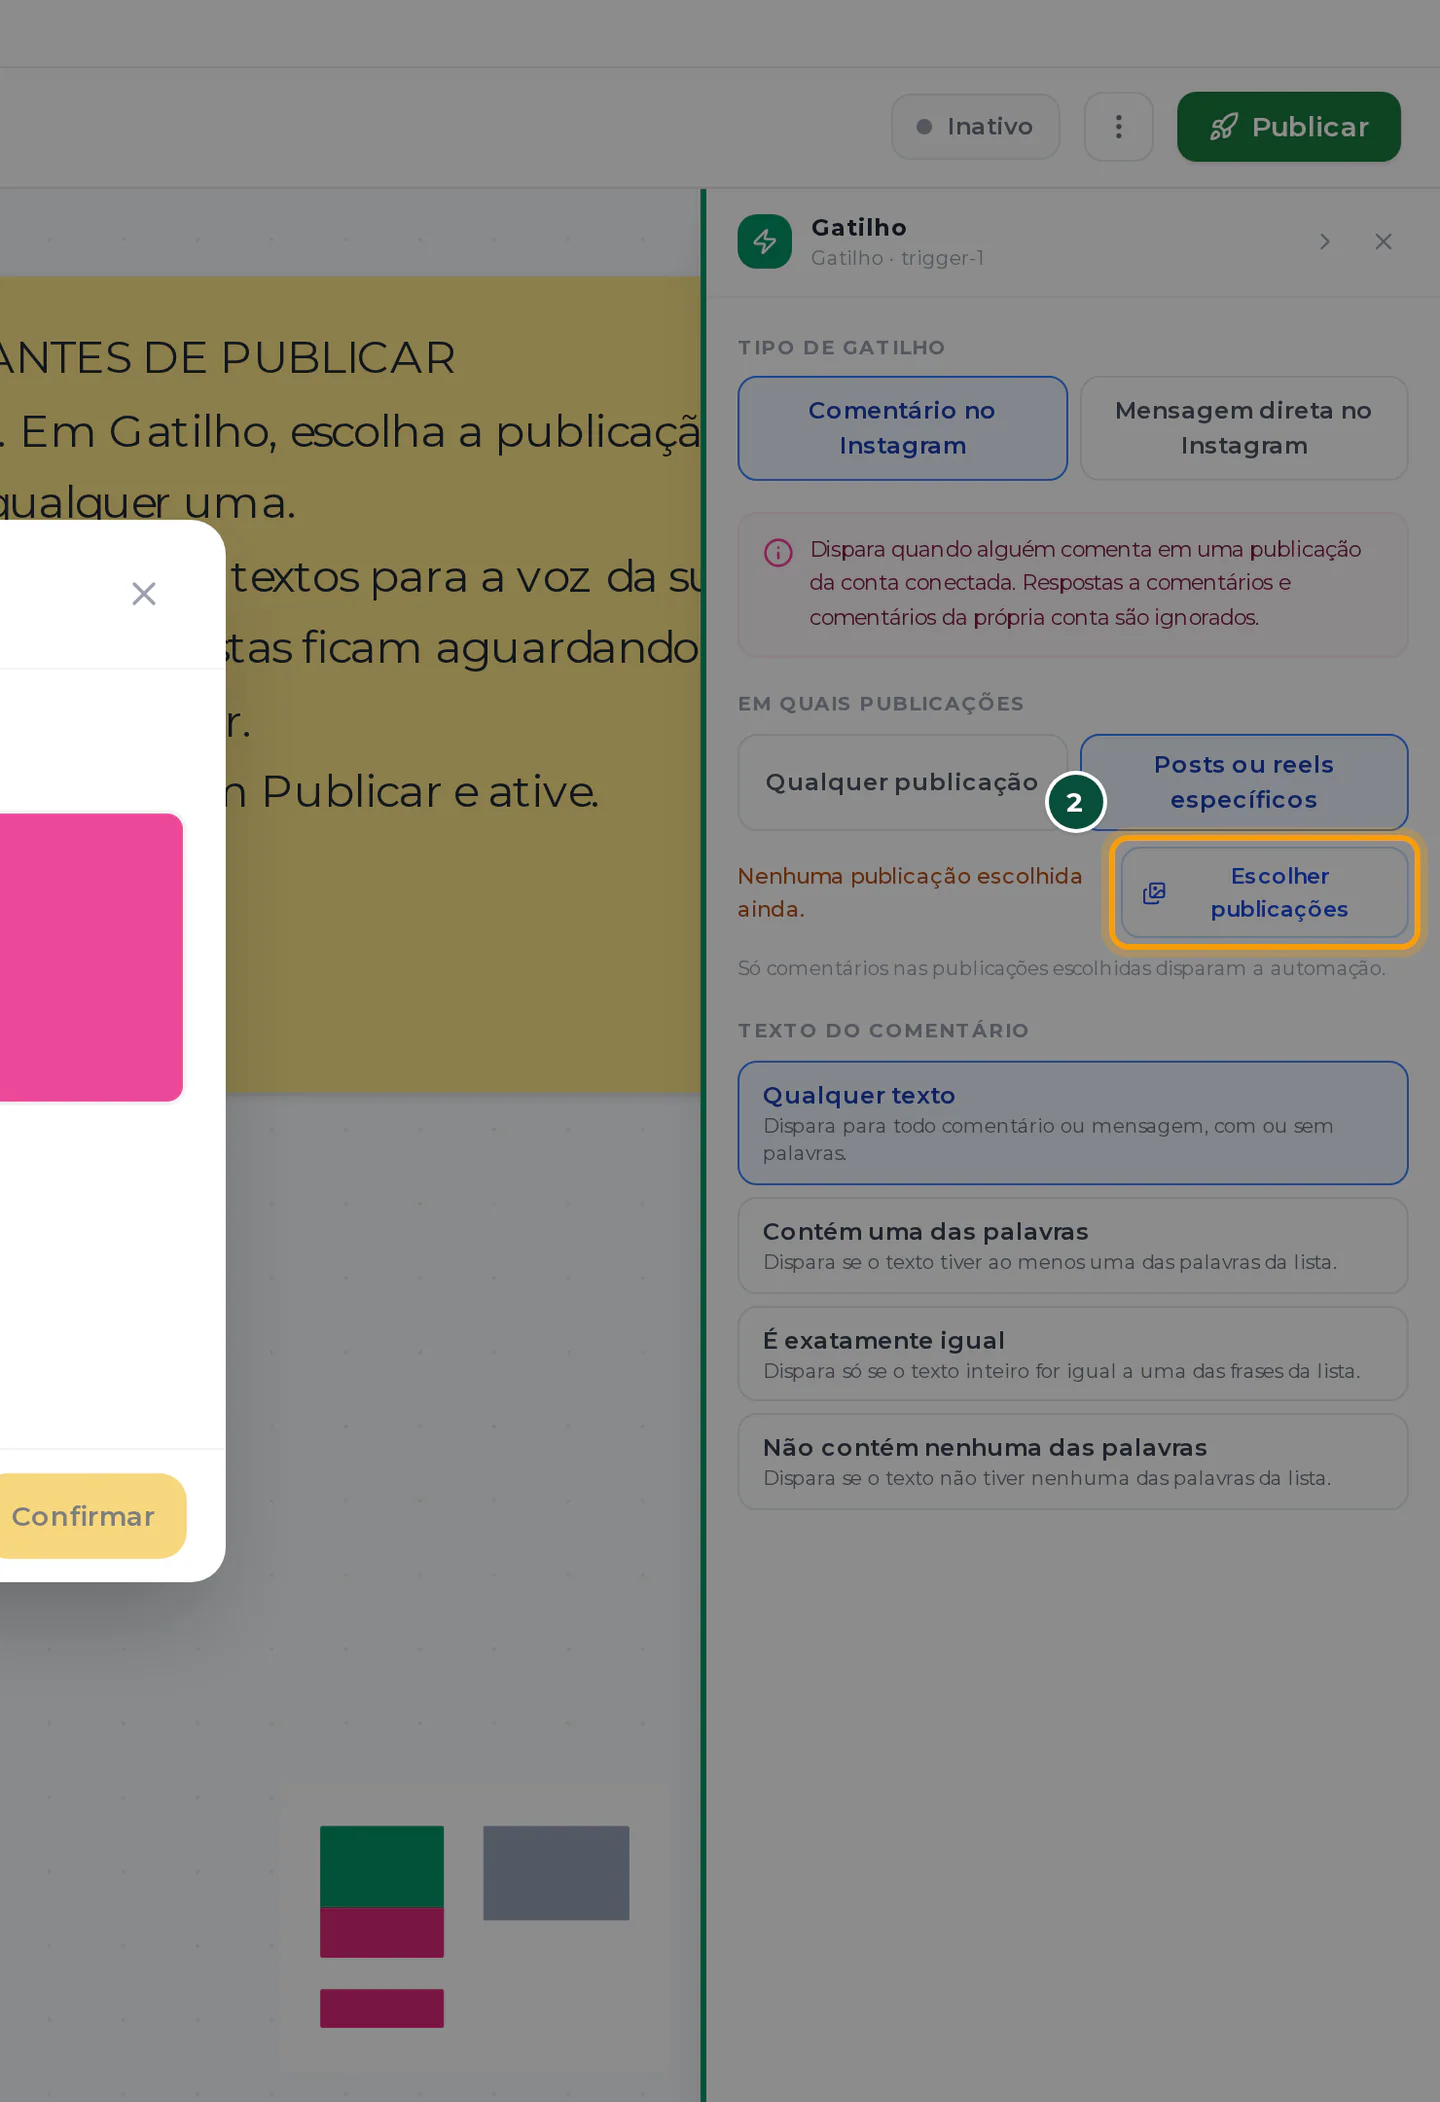 Inativo
Publicar
Gatilho
Gatilho · trigger-1
ANTES DE PUBLICAR
. Em Gatilho, escolha a
qualquer uma.
textos para a voz da
ficam aguardando
r.
Publicar e ative.
Confirmar
TIPO DE GATILHO
Comentário no
Instagram
Mensagem direta no
Instagram
Dispara quando alguém comenta em uma publicação
da conta conectada. Respostas a comentários e
comentários da própria conta são ignorados.
EM QUAIS PUBLICAÇÕES
Qualquer publicação
2
Posts ou reels
específicos
Nenhuma publicação escolhida
ainda.
Escolher
publicações
Só comentários nas publicações escolhidas disparam a automação.
TEXTO DO COMENTÁRIO
Qualquer texto
Dispara para todo comentário ou mensagem, com ou sem
palavras.
Contém uma das palavras
Dispara se o texto tiver ao menos uma das palavras da lista.
É exatamente igual
Dispara só se o texto inteiro for igual a uma das frases da lista.
Não contém nenhuma das palavras
Dispara se o texto não tiver nenhuma das palavras da lista.